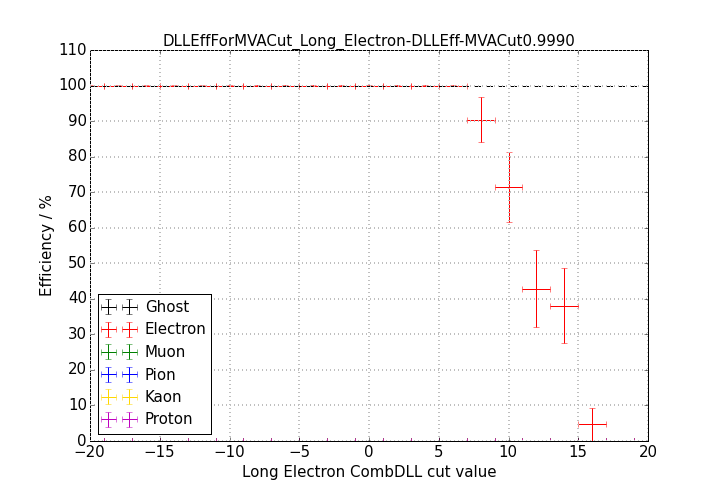 DLLEffForMVACut_Long_Electron-DLLEff-MVACut0.9990
110
100
90
80
70
60
50
40
30
20
10
0
Efficiency / %
Ghost
Electron
Muon
Pion
Kaon
Proton
−20 −15 −10 −5 0 5 10 15 20
Long Electron CombDLL cut value